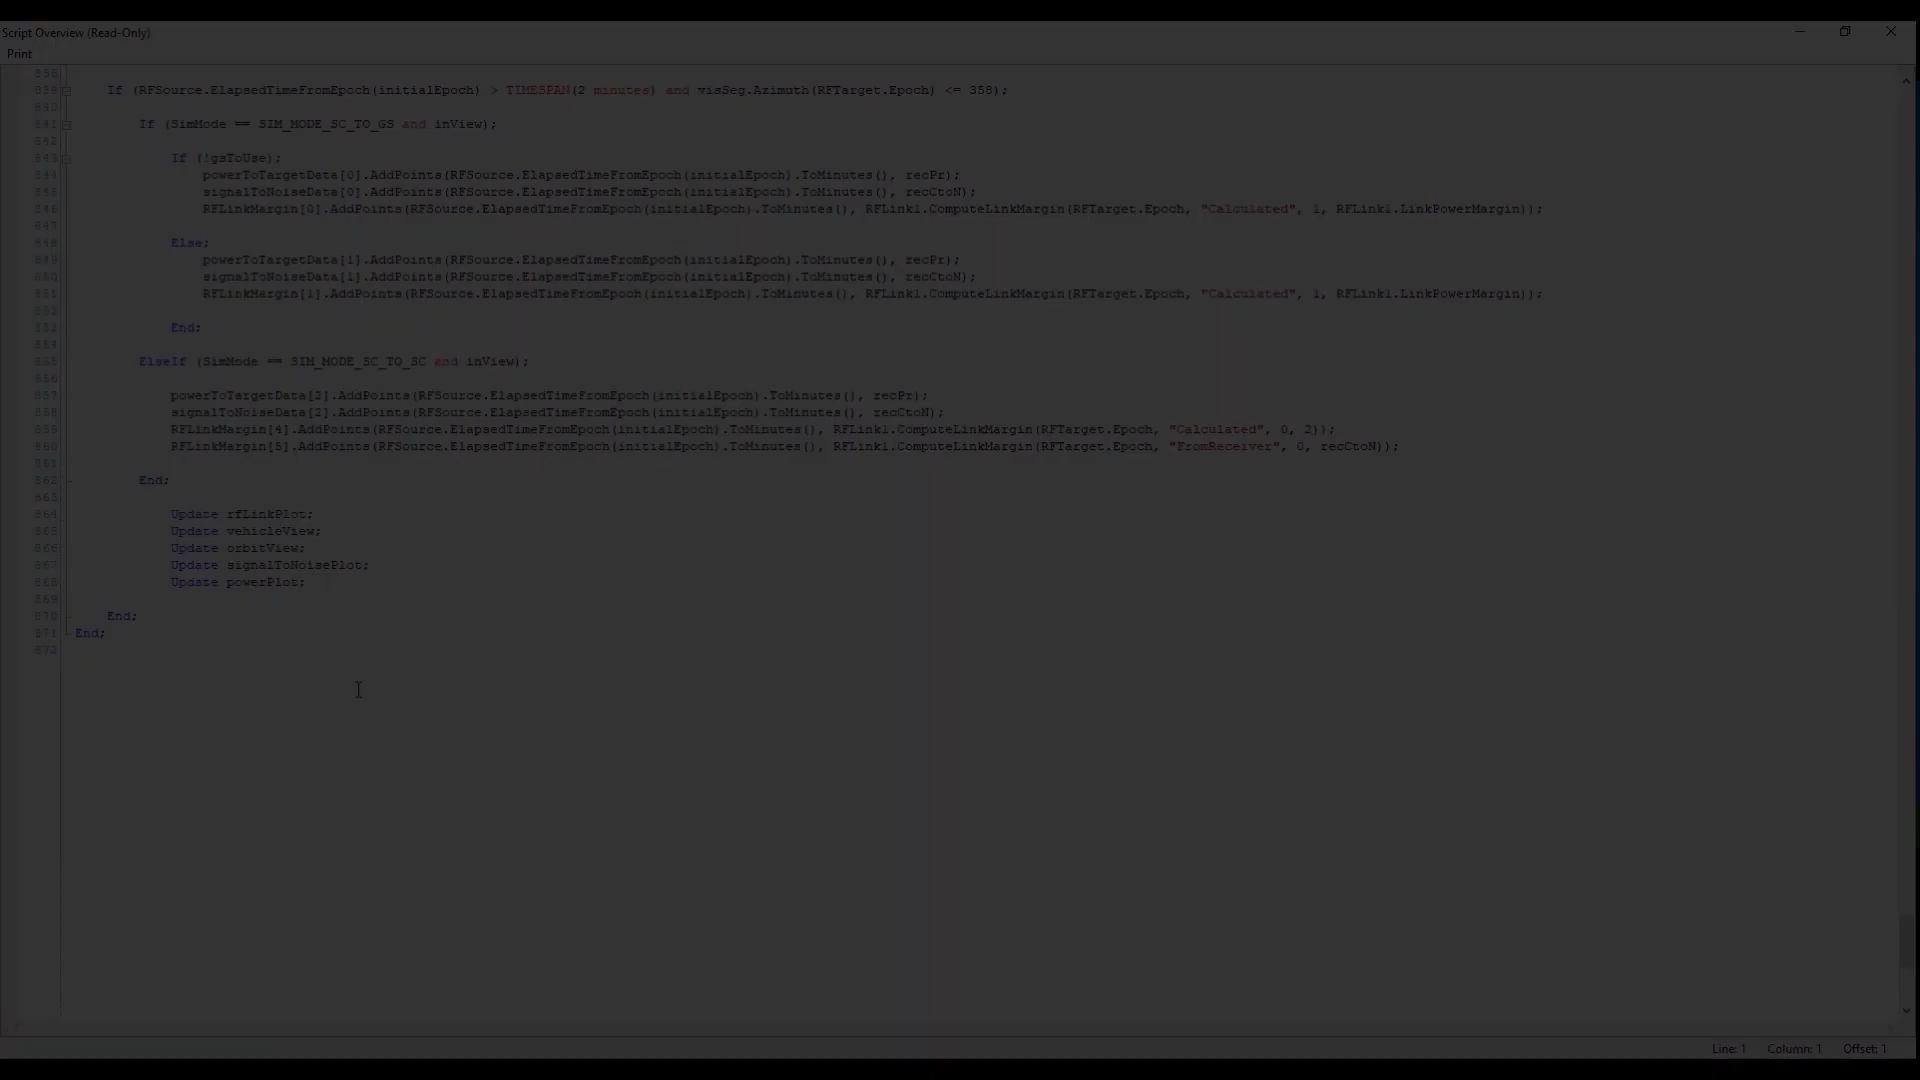 Script Overview (Read-Only)
Print
838
839 If (RFSource.ElapsedTimeFromEpoch(initialEpoch) > TIMESPAN(2 minutes) and visSeg.Azimuth(RFTarget.Epoch) <= 358);
840
841 If (SimMode == SIM_MODE_SC_TO_GS and inView);
842
843 If (!gsToUse);
844 powerToTargetData[0].AddPoints(RFSource.ElapsedTimeFromEpoch(initialEpoch).ToMinutes(), recPr);
845 signalToNoiseData[0].AddPoints(RFSource.ElapsedTimeFromEpoch(initialEpoch).ToMinutes(), recCtoN);
846 RFLinkMargin[0].AddPoints(RFSource.ElapsedTimeFromEpoch(initialEpoch).ToMinutes(), RFLink1.ComputeLinkMargin(RFTarget.Epoch, "Calculated", 1, RFLink1.LinkPowerMargin));
847
848 Else;
849 powerToTargetData[1].AddPoints(RFSource.ElapsedTimeFromEpoch(initialEpoch).ToMinutes(), recPr);
850 signalToNoiseData[1].AddPoints(RFSource.ElapsedTimeFromEpoch(initialEpoch).ToMinutes(), recCtoN);
851 RFLinkMargin[1].AddPoints(RFSource.ElapsedTimeFromEpoch(initialEpoch).ToMinutes(), RFLink1.ComputeLinkMargin(RFTarget.Epoch, "Calculated", 1, RFLink1.LinkPowerMargin));
852
853 End;
854
855 ElseIf (SimMode == SIM_MODE_SC_TO_SC and inView);
856
857 powerToTargetData[2].AddPoints(RFSource.ElapsedTimeFromEpoch(initialEpoch).ToMinutes(), recPr);
858 signalToNoiseData[2].AddPoints(RFSource.ElapsedTimeFromEpoch(initialEpoch).ToMinutes(), recCtoN);
859 RFLinkMargin[4].AddPoints(RFSource.ElapsedTimeFromEpoch(initialEpoch).ToMinutes(), RFLink1.ComputeLinkMargin(RFTarget.Epoch, "Calculated", 0, 2));
860 RFLinkMargin[5].AddPoints(RFSource.ElapsedTimeFromEpoch(initialEpoch).ToMinutes(), RFLink1.ComputeLinkMargin(RFTarget.Epoch, "FromReceiver", 0, recCtoN));
861
862 End;
863
864 Update rfLinkPlot;
865 Update vehicleView;
866 Update orbitView;
867 Update signalToNoisePlot;
868 Update powerPlot;
869
870 End;
871 End;
872
Line: 1 Column: 1 Offset: 1